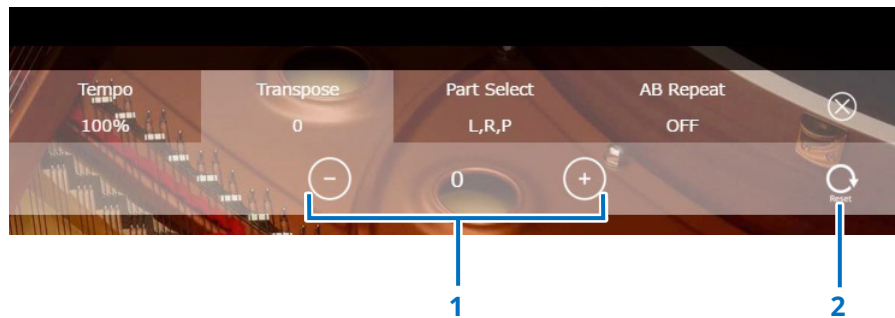 Tempo Transpose Part Select AB Repeat
100% 0 L,R,P OFF
- 0 +
Reset
1 2